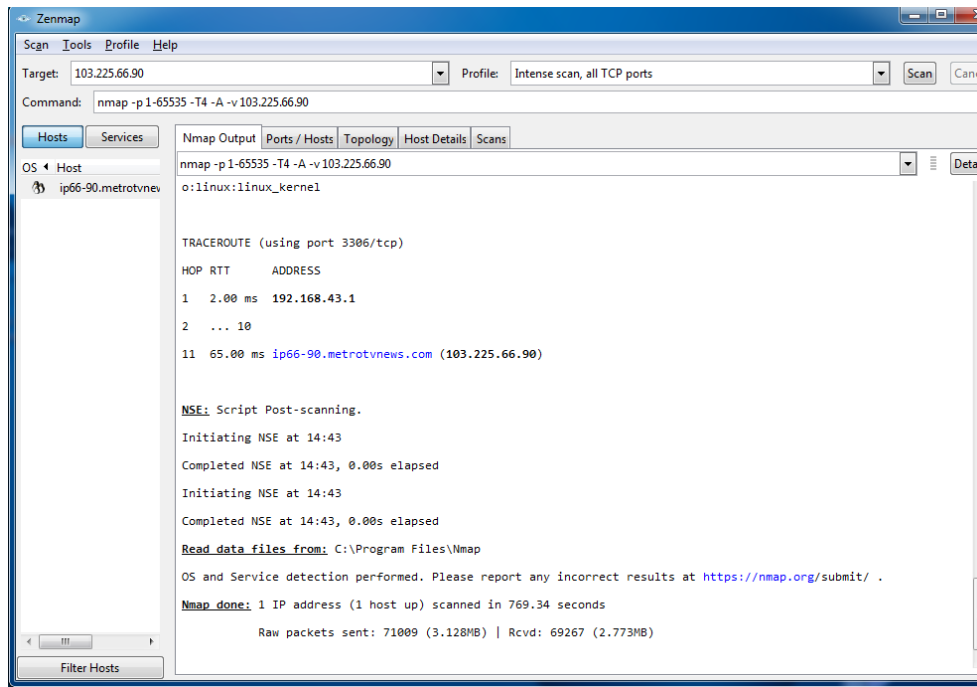 Zenmap
Scan Tools Profile Help
Target: 103.225.66.90 Profile: Intense scan, all TCP ports Scan Canc
Command: nmap -p 1-65535 -T4 -A -v 103.225.66.90
Hosts Services Nmap Output Ports / Hosts Topology Host Details Scans
OS Host nmap -p 1-65535 -T4 -A -v 103.225.66.90 Deta
ip66-90.metrotvnev o:linux:linux_kernel
TRACEROUTE (using port 3306/tcp)
HOP RTT ADDRESS
1 2.00 ms 192.168.43.1
2 ... 10
11 65.00 ms ip66-90.metrotvnews.com (103.225.66.90)
NSE: Script Post-scanning.
Initiating NSE at 14:43
Completed NSE at 14:43, 0.00s elapsed
Initiating NSE at 14:43
Completed NSE at 14:43, 0.00s elapsed
Read data files from: C:\Program Files\Nmap
OS and Service detection performed. Please report any incorrect results at https://nmap.org/submit/ .
Nmap done: 1 IP address (1 host up) scanned in 769.34 seconds
Raw packets sent: 71009 (3.128MB) | Rcvd: 69267 (2.773MB)
Filter Hosts